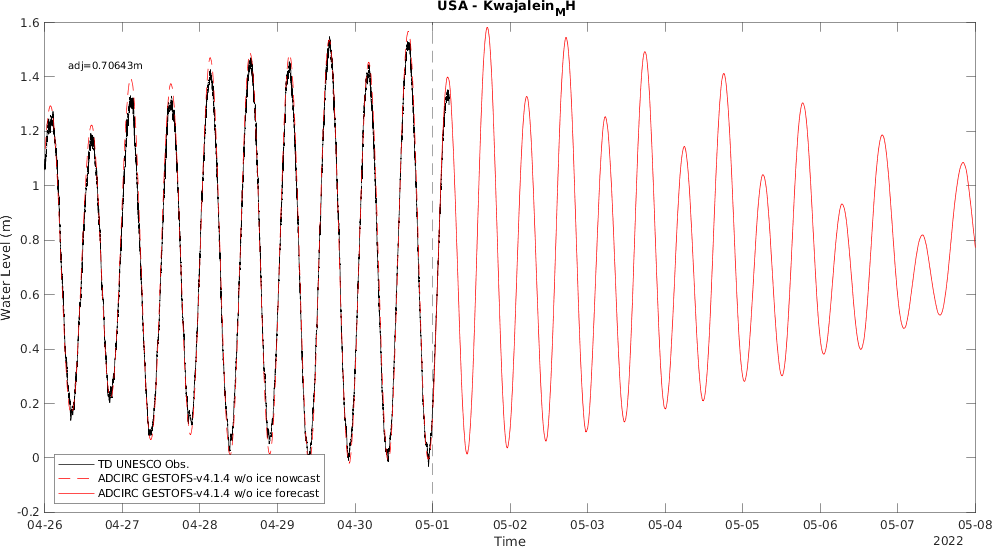 USA - Kwajalein_MH
1.6
adj=0.70643m
1.4
1.2
1
0.8
0.6
0.4
0.2
0
-0.2
Water Level (m)
TD UNESCO Obs.
ADCIRC GESTOFS-v4.1.4 w/o ice nowcast
ADCIRC GESTOFS-v4.1.4 w/o ice forecast
04-26 04-27 04-28 04-29 04-30 05-01 05-02 05-03 05-04 05-05 05-06 05-07 05-08
Time
2022